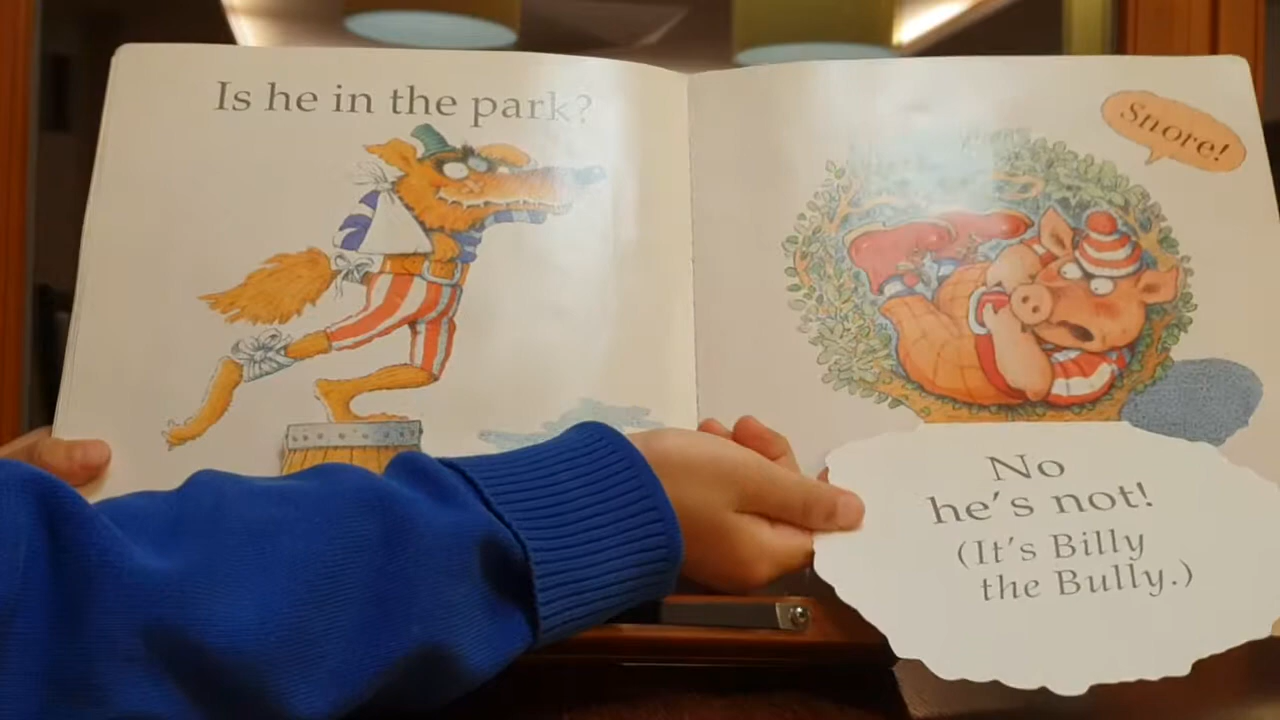 Is he in the park?
Snore!
No
he's not!
(It's Billy
the Bully.)